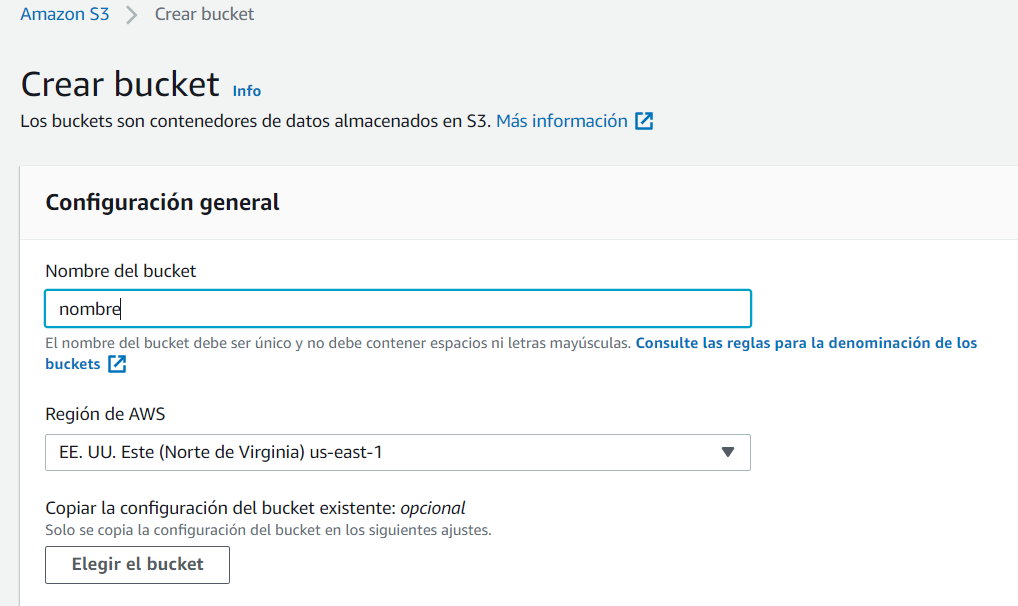 Amazon S3 > Crear bucket
Crear bucket Info
Los buckets son contenedores de datos almacenados en S3. Más información
Configuración general
Nombre del bucket
nombre
El nombre del bucket debe ser único y no debe contener espacios ni letras mayúsculas. Consulte las reglas para la denominación de los
buckets
Región de AWS
EE. UU. Este (Norte de Virginia) us-east-1
Copiar la configuración del bucket existente: opcional
Solo se copia la configuración del bucket en los siguientes ajustes.
Elegir el bucket